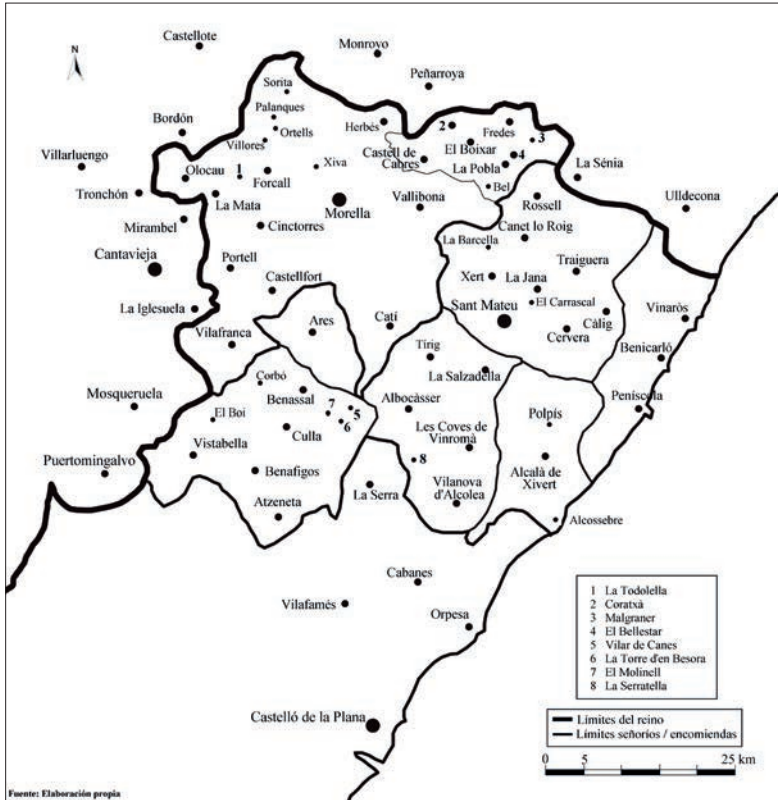 Castellote
Monroyo
N
Peñarroya
Sorita
Palanques
Bordón
Ortells
Herbés
2
Fredes
3
Villores
El Boixar
4
Villarluengo
Xiva
Castell de
Cabres
La Pobla
La Sénia
Olocau
1
Forcall
Bel
Tronchón
La Mata
Morella
Vallibona
Rossell
Ulldecona
Mirambel
Cinctorres
Canet lo Roig
La Barcella
Cantavieja
Portell
Xert
La Jana
Traiguera
Castellfort
El Carrascal
La Iglesuela
Ares
Catí
Sant Mateu
Càlig
Vinaròs
Vilafranca
Cervera
Tírig
Benicarló
La Salzadella
Corbó
Mosqueruela
Benassal
Albocàsser
Peníscola
El Boi
7
5
Polpís
6
Culla
Les Coves de
Vinromà
Vistabella
Puertomingalvo
Benafigos
8
Alcalà de
Xivert
La Serra
Vilanova
d'Alcolea
Atzeneta
Alcossebre
Cabanes
Vilafamés
Orpesa
1 La Todolella
2 Coratxà
3 Malgraner
4 El Bellestar
5 Vilar de Canes
6 La Torre d'en Besora
7 El Molinell
8 La Serratella
Castelló de la Plana
Límites del reino
Límites señoríos / encomiendas
0 5 25 km
Fuente: Elaboración propia